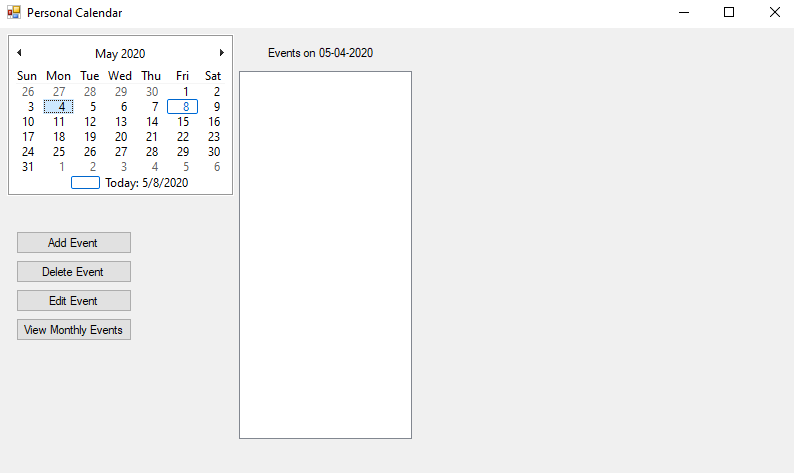 Personal Calendar
May 2020
Sun Mon Tue Wed Thu Fri Sat
26 27 28 29 30 1 2
3 4 5 6 7 8 9
10 11 12 13 14 15 16
17 18 19 20 21 22 23
24 25 26 27 28 29 30
31 1 2 3 4 5 6
Today: 5/8/2020
Events on 05-04-2020
Add Event
Delete Event
Edit Event
View Monthly Events